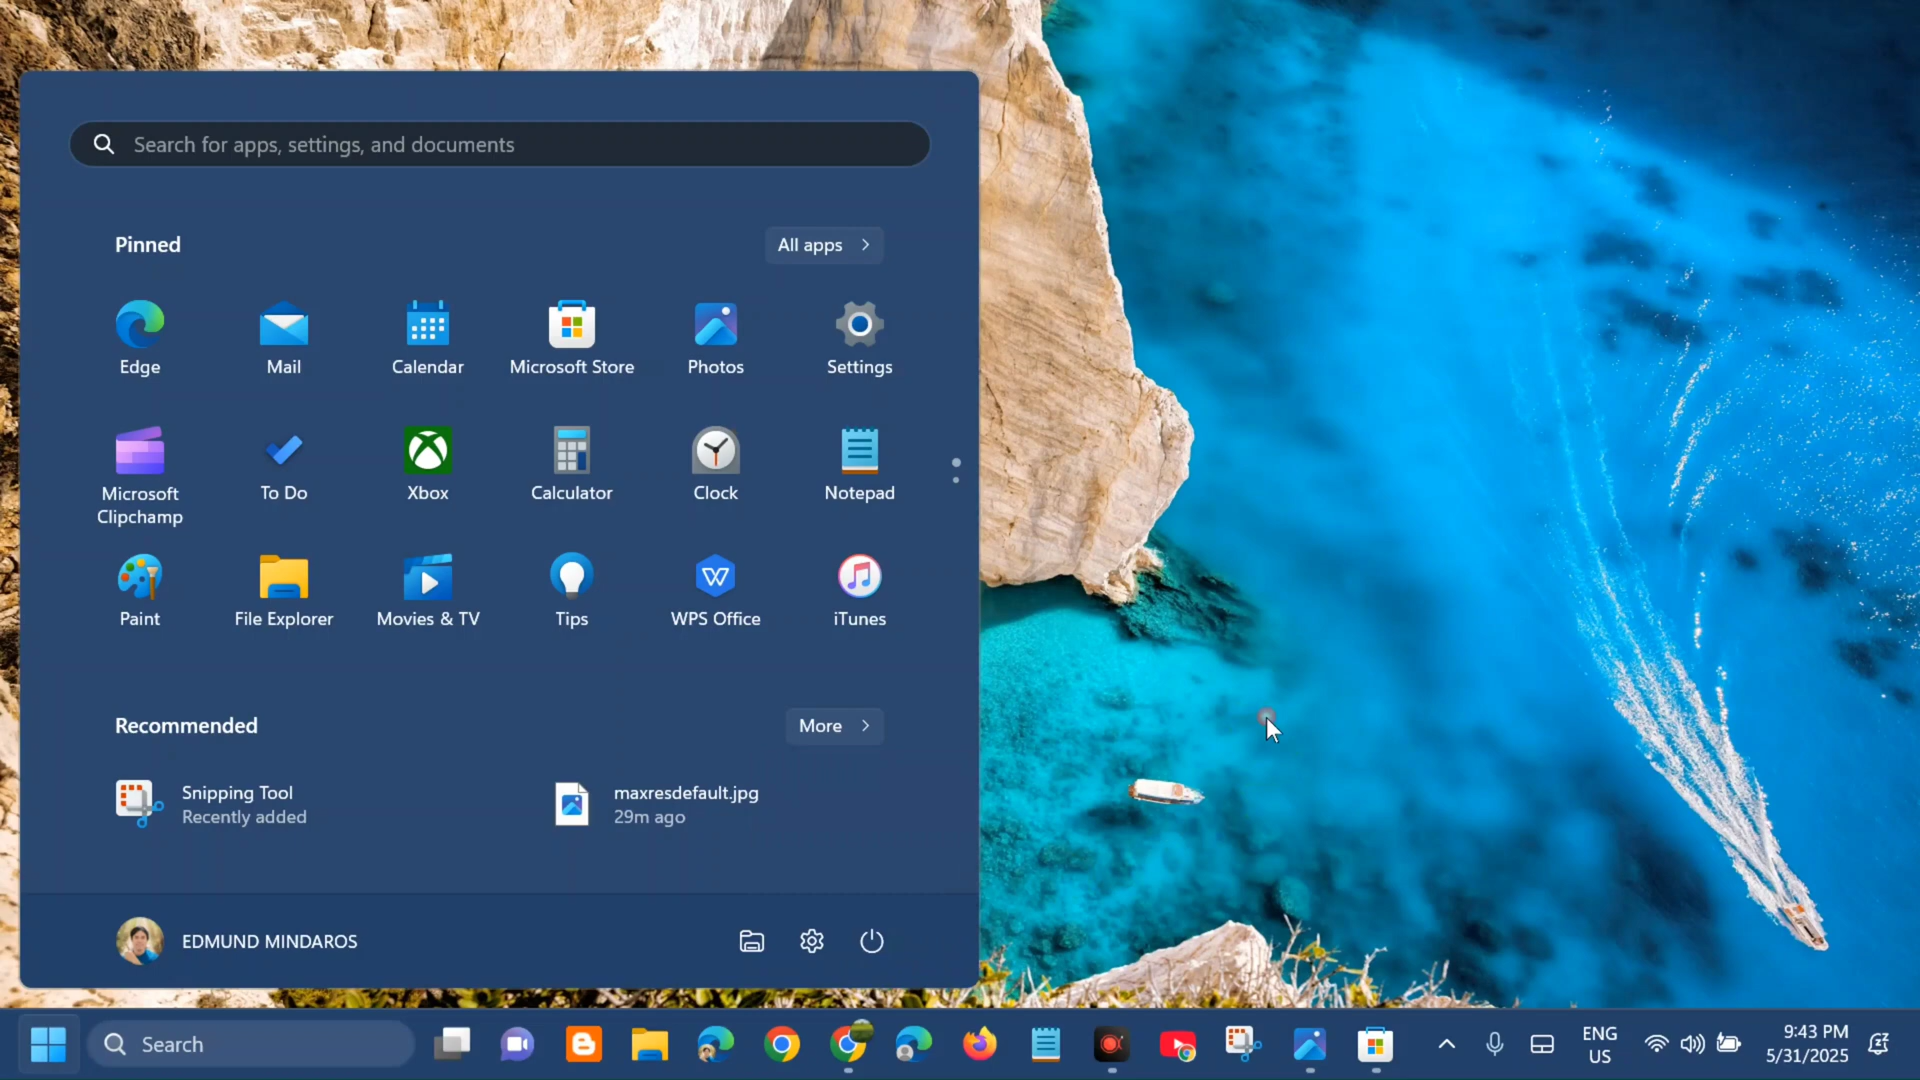 Search for apps, settings, and documents
Pinned
All apps
Edge
Mail
Calendar
Microsoft Store
Photos
Settings
Microsoft
Clipchamp
To Do
Xbox
Calculator
Clock
Notepad
Paint
File Explorer
Movies & TV
Tips
WPS Office
iTunes
Recommended
More
Snipping Tool
Recently added
maxresdefault.jpg
29m ago
EDMUND MINDAROS
Search
ENG
US
9:43 PM
5/31/2025